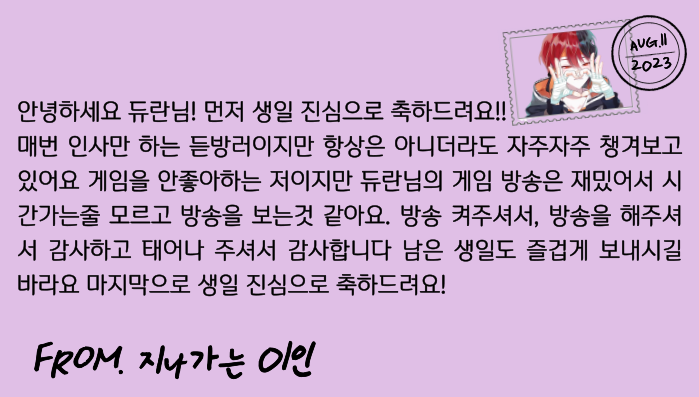 AUG.11
2023
안녕하세요 듀란님! 먼저 생일 진심으로 축하드려요!!
매번 인사만 하는 듣방러이지만 항상은 아니더라도 자주자주 챙겨보고
있어요 게임을 안좋아하는 저이지만 듀란님의 게임 방송은 재밌어서 시
간가는줄 모르고 방송을 보는것 같아요. 방송 켜주셔서, 방송을 해주셔
서 감사하고 태어나 주셔서 감사합니다 남은 생일도 즐겁게 보내시길
바라요 마지막으로 생일 진심으로 축하드려요!
FROM. 지나가는 이인